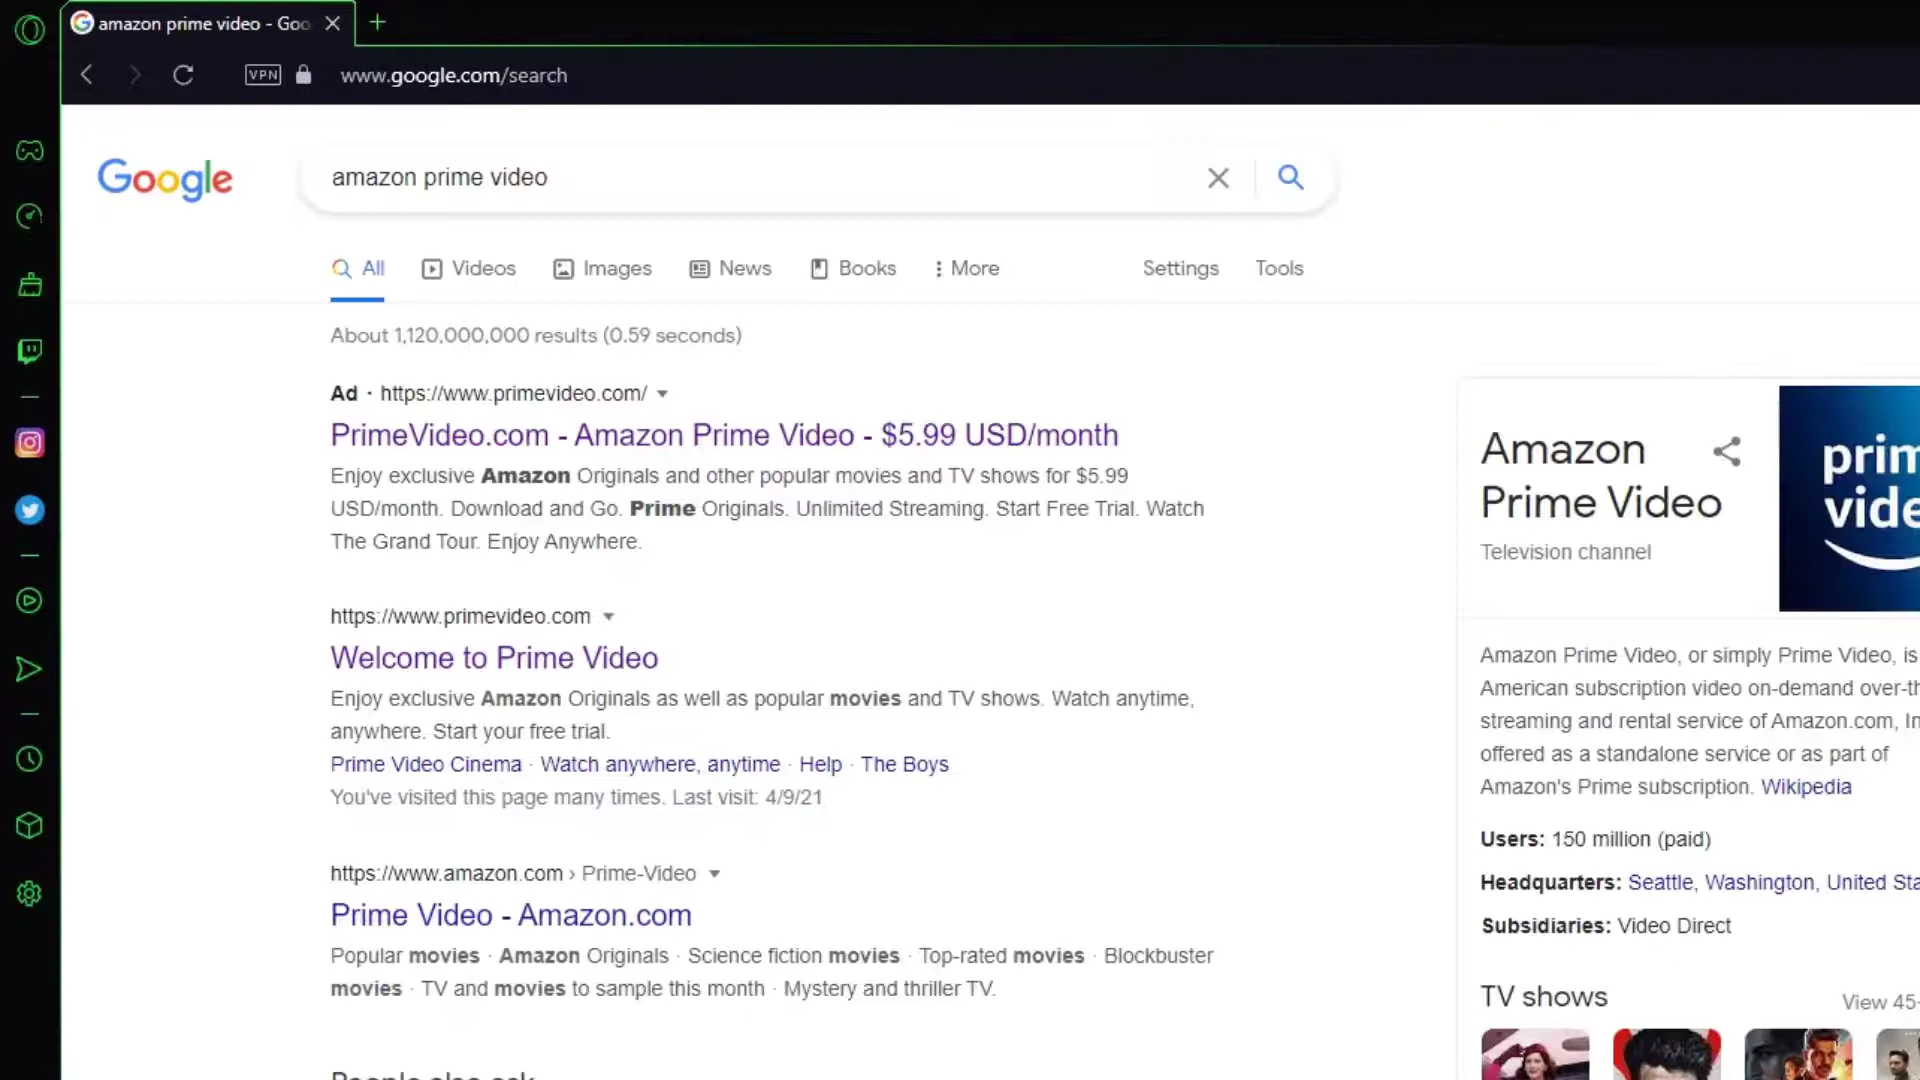 amazon prime video - Goo
VPN
www.google.com/search
Google
amazon prime video
All
Videos
Images
News
Books
More
Settings
Tools
About 1,120,000,000 results (0.59 seconds)
Ad · https://www.primevideo.com/
PrimeVideo.com - Amazon Prime Video - $5.99 USD/month
Enjoy exclusive Amazon Originals and other popular movies and TV shows for $5.99
USD/month. Download and Go. Prime Originals. Unlimited Streaming. Start Free Trial. Watch
The Grand Tour. Enjoy Anywhere.
https://www.primevideo.com
Welcome to Prime Video
Enjoy exclusive Amazon Originals as well as popular movies and TV shows. Watch anytime,
anywhere. Start your free trial.
Prime Video Cinema · Watch anywhere, anytime · Help · The Boys
You've visited this page many times. Last visit: 4/9/21
https://www.amazon.com › Prime-Video
Prime Video - Amazon.com
Popular movies · Amazon Originals · Science fiction movies · Top-rated movies · Blockbuster
movies · TV and movies to sample this month · Mystery and thriller TV.
People also ask
Amazon
Prime Video
Television channel
prim
vide
Amazon Prime Video, or simply Prime Video, is
American subscription video on-demand over-th
streaming and rental service of Amazon.com, In
offered as a standalone service or as part of
Amazon's Prime subscription. Wikipedia
Users: 150 million (paid)
Headquarters: Seattle, Washington, United Sta
Subsidiaries: Video Direct
TV shows
View 45+